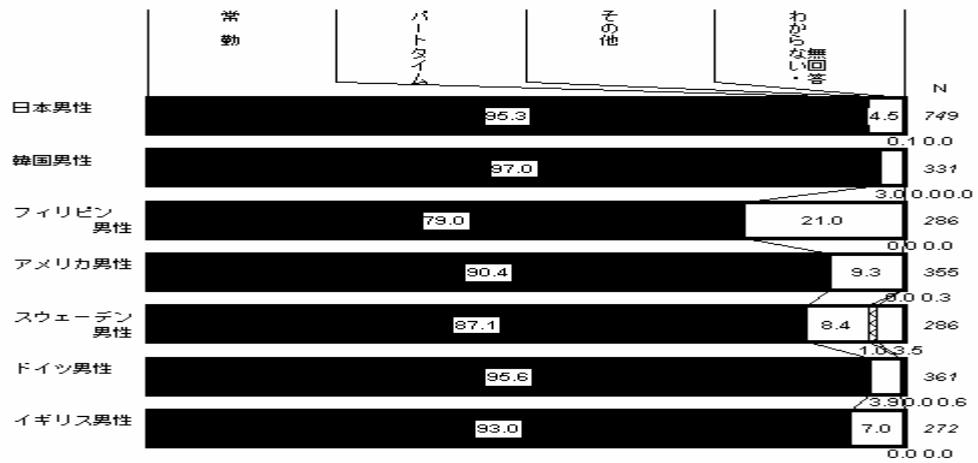 常勤
パートタイム
その他
わからない・
無回答
N
日本男性 95.3 4.5 749
0.1 0.0
韓国男性 97.0 331
3.0 0.0 0.0
フィリピン
男性 79.0 21.0 286
0.0 0.0
アメリカ男性 90.4 9.3 355
0.0 0.3
スウェーデン
男性 87.1 8.4 286
1.0 3.5
ドイツ男性 95.6 361
3.9 0.0 0.6
イギリス男性 93.0 7.0 272
0.0 0.0